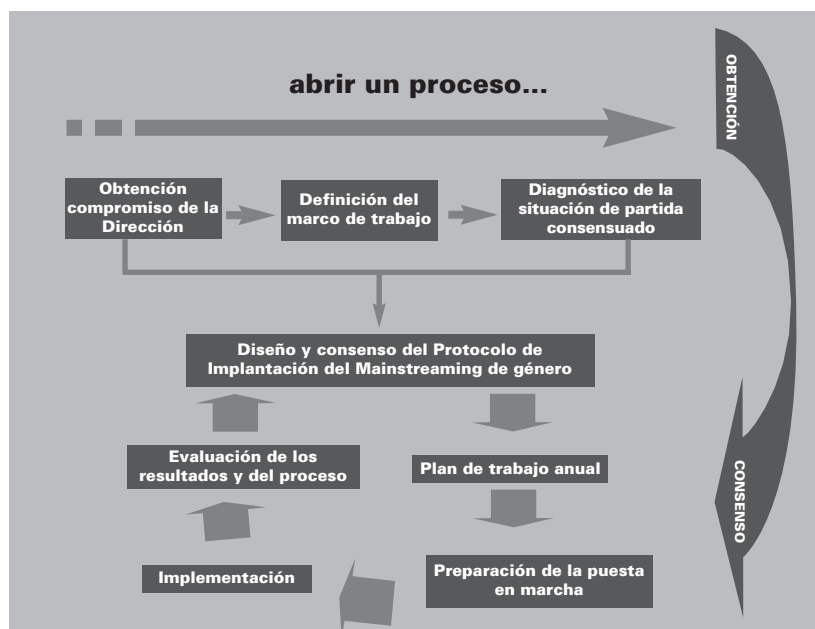 abrir un proceso...
OBTENCIÓN
Obtención
compromiso de la
Dirección
Definición del
marco de trabajo
Diagnóstico de la
situación de partida
consensuado
Diseño y consenso del Protocolo de
Implantación del Mainstreaming de género
Evaluación de los
resultados y del proceso
Plan de trabajo anual
CONSENSO
Implementación
Preparación de la puesta
en marcha